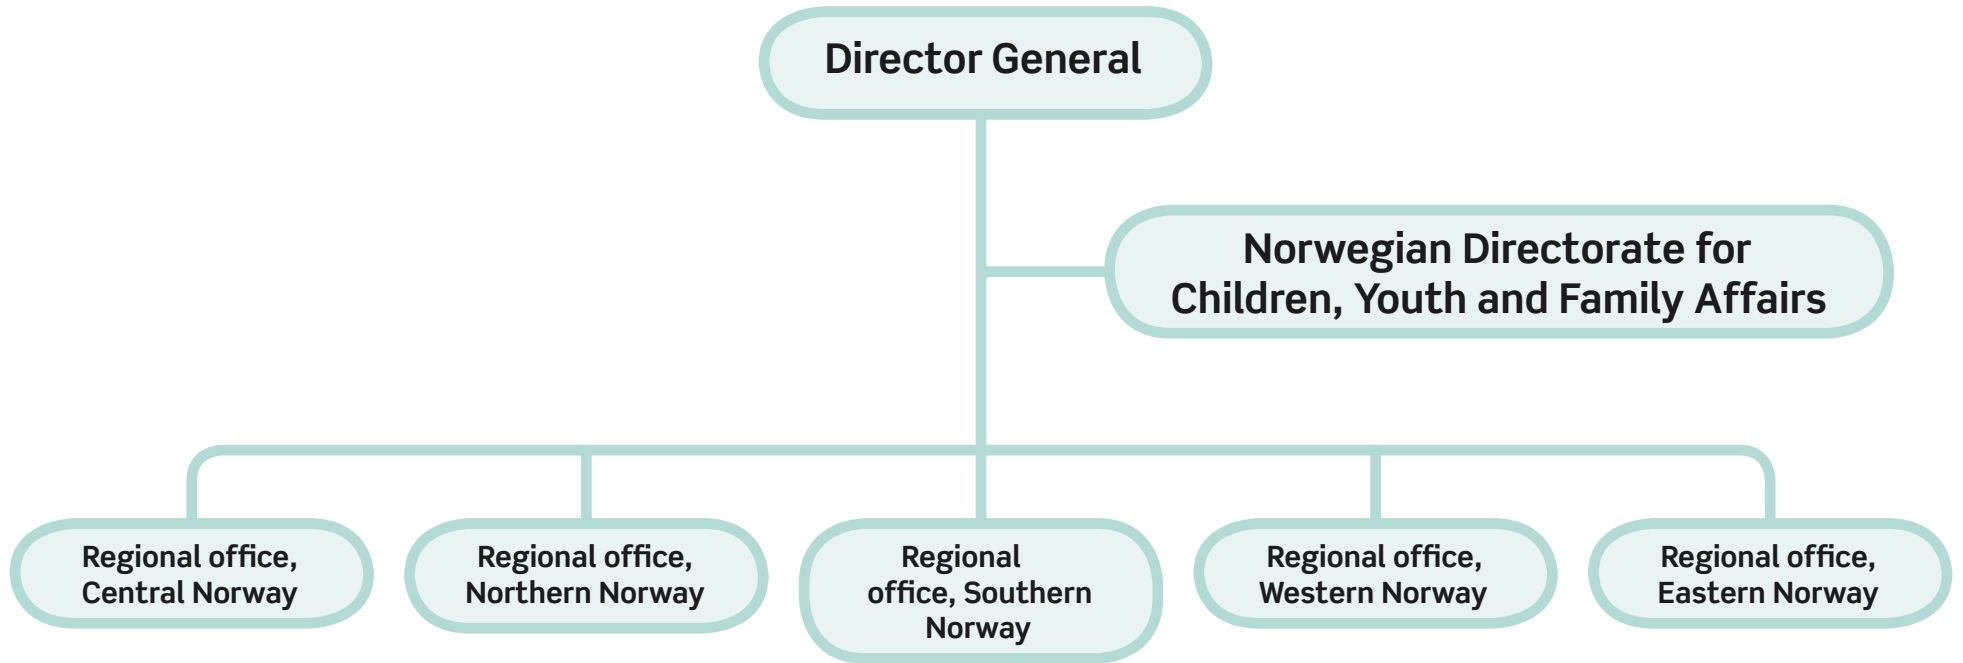 Director General
Norwegian Directorate for
Children, Youth and Family Affairs
Regional office,
Central Norway
Regional office,
Northern Norway
Regional
office, Southern
Norway
Regional office,
Western Norway
Regional office,
Eastern Norway